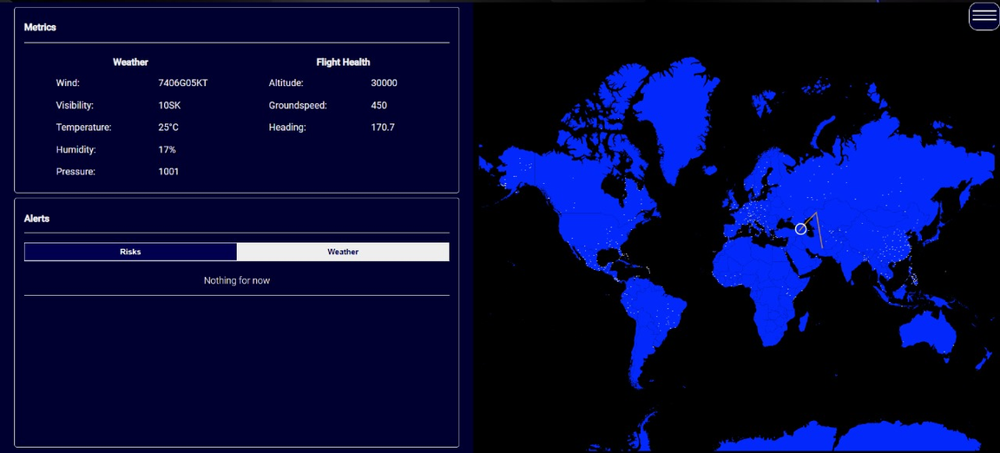 Metrics
Weather
Flight Health
Wind: 7406G05KT
Altitude: 30000
Visibility: 10SK
Groundspeed: 450
Temperature: 25°C
Heading: 170.7
Humidity: 17%
Pressure: 1001
Alerts
Risks
Weather
Nothing for now